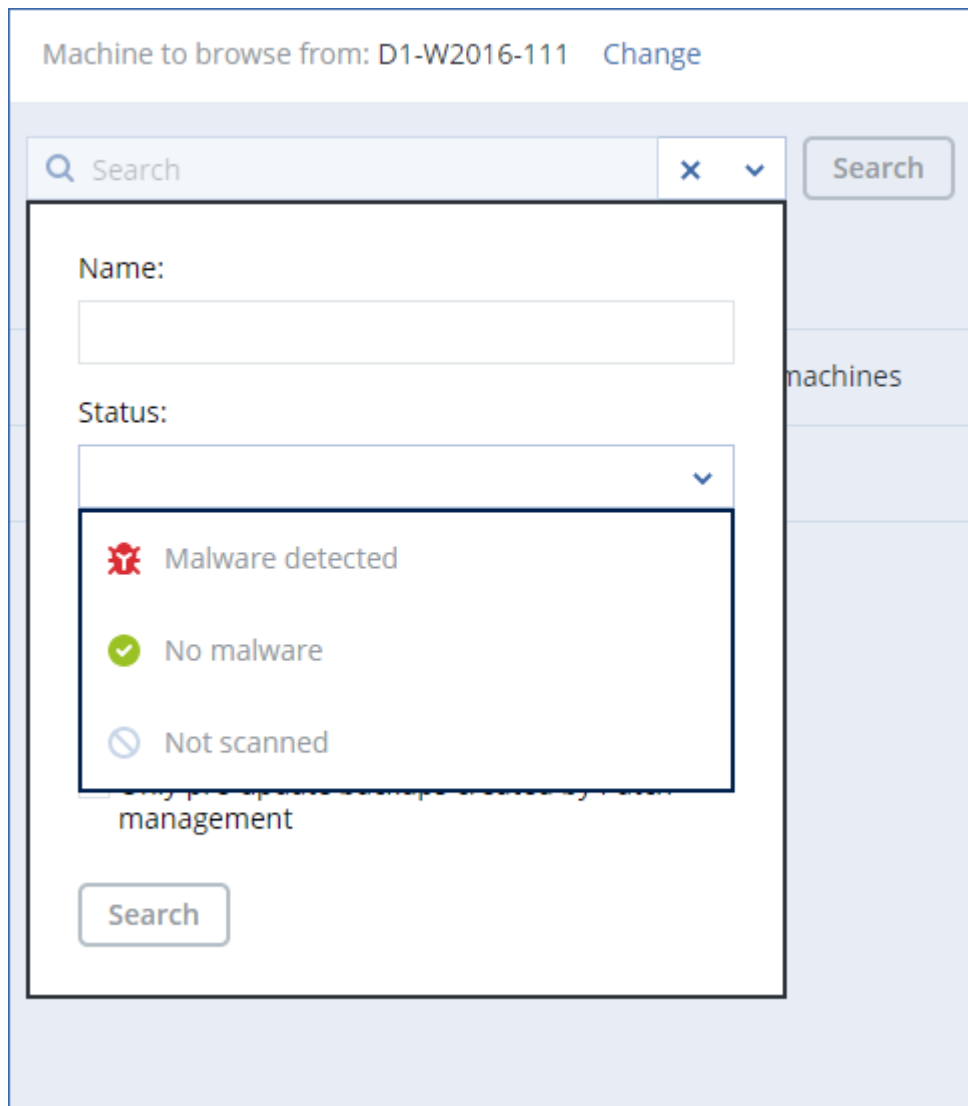 Machine to browse from: D1-W2016-111 Change
Search Search
Name:
machines
Status:
Malware detected
No malware
Not scanned
management
Search